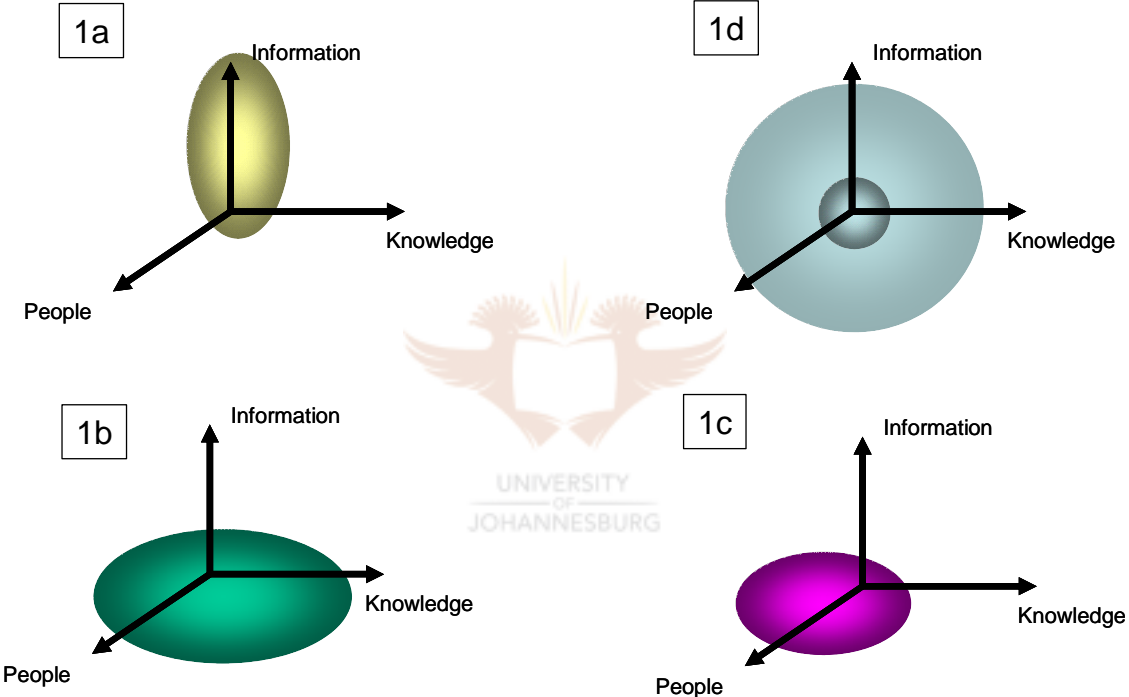 1a
Information
Knowledge
People
1d
Information
Knowledge
People
UNIVERSITY
OF
JOHANNESBURG
1b
Information
Knowledge
People
1c
Information
Knowledge
People